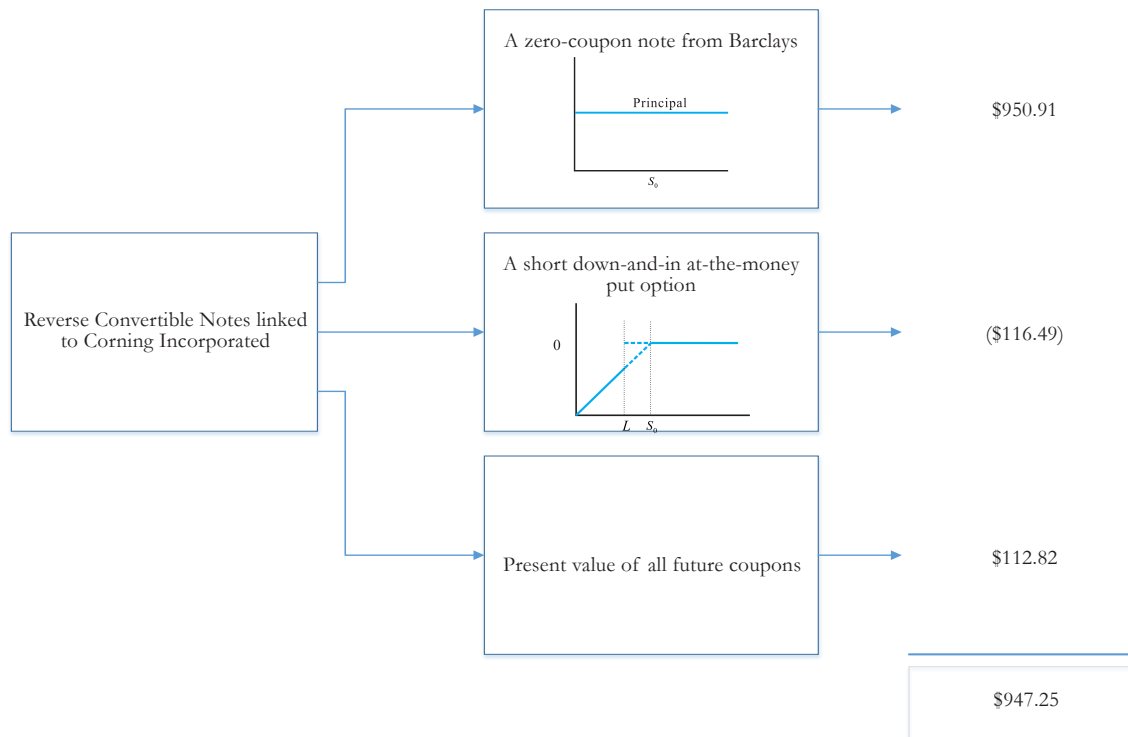 A zero-coupon note from Barclays
Principal
S₀
$950.91
Reverse Convertible Notes linked
to Corning Incorporated
A short down-and-in at-the-money
put option
0
L
S₀
($116.49)
Present value of all future coupons
$112.82
$947.25